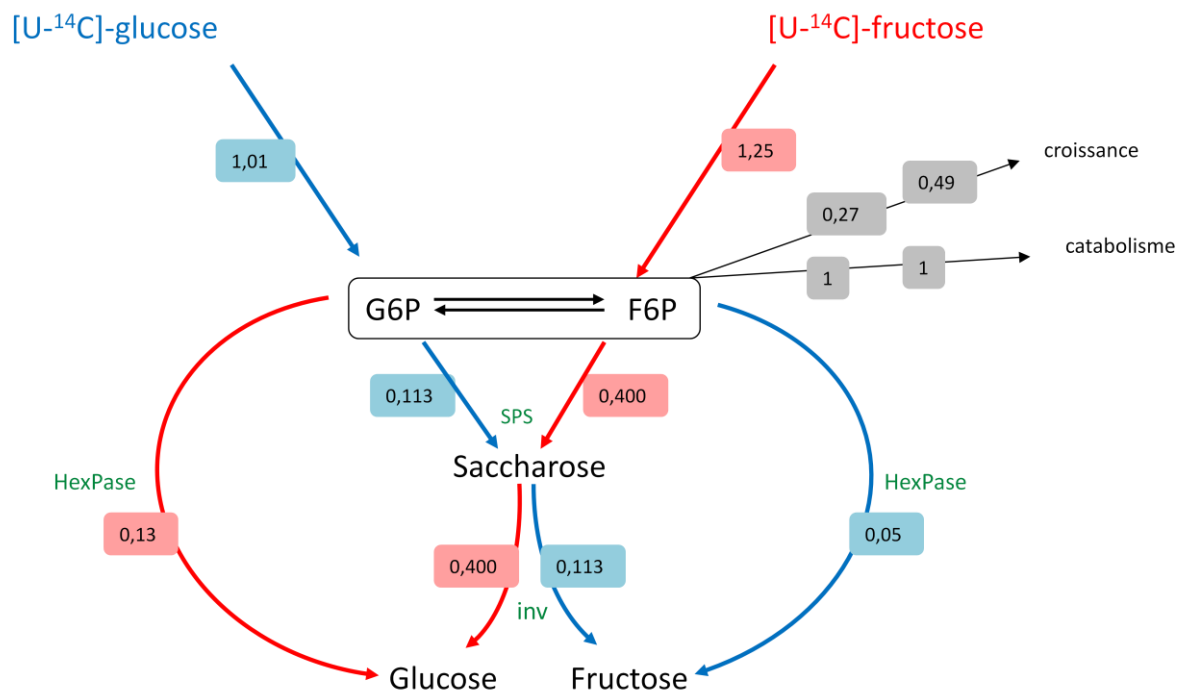 [U-¹⁴C]-glucose
[U-¹⁴C]-fructose
1,01
1,25
croissance
0,49
0,27
catabolisme
1
1
G6P
F6P
0,113
0,400
SPS
Saccharose
HexPase
HexPase
0,13
0,05
0,400
0,113
inv
Glucose
Fructose